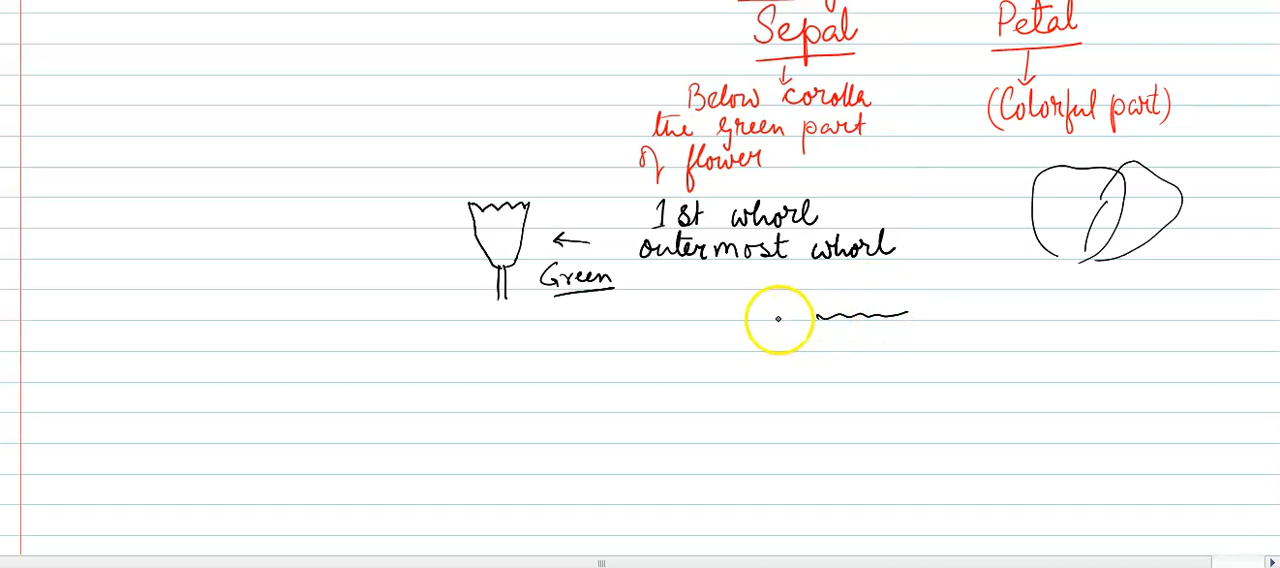 Sepal
Petal
Below corolla
the green part
of flower
(Colorful part)
1st whorl
outermost whorl
Green